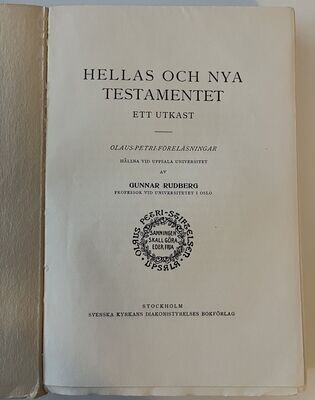 HELLAS OCH NYA
TESTAMENTET
ETT UTKAST
OLAUS-PETRI-FÖRELÄSNINGAR
HÅLLNA VID UPPSALA UNIVERSITET
AV
GUNNAR RUDBERG
PROFESSOR VID UNIVERSITETET I OSLO
OLAUS PETRI-STIFTELSEN
UPSALA
SANNINGEN
SKALL GÖRA
EDER FRIA
STOCKHOLM
SVENSKA KYRKANS DIAKONISTYRELSES BOKFÖRLAG